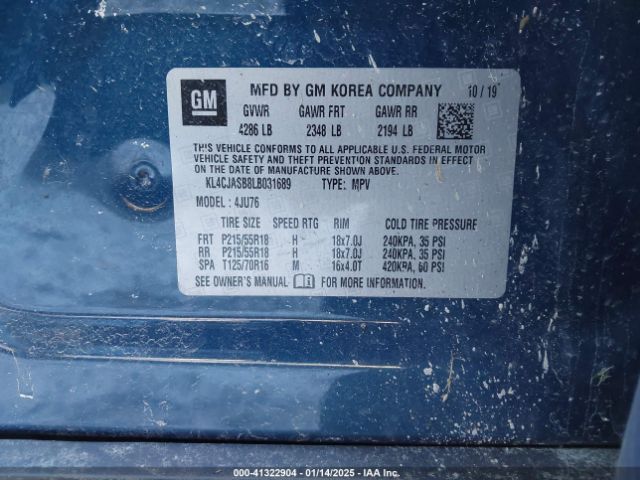 GM
MFD BY GM KOREA COMPANY 10 / 19
GVWR GAWR FRT GAWR RR
4286 LB 2348 LB 2194 LB
THIS VEHICLE CONFORMS TO ALL APPLICABLE U.S. FEDERAL MOTOR
VEHICLE SAFETY AND THEFT PREVENTION STANDARDS IN EFFECT
ON THE DATE OF MANUFACTURE SHOWN ABOVE.
KL4CJASB8LB031689 TYPE: MPV
MODEL : 4JU76
TIRE SIZE SPEED RTG RIM COLD TIRE PRESSURE
FRT P215/55R18 H 18x7.0J 240KPA, 35 PSI
RR P215/55R18 H 18x7.0J 240KPA, 35 PSI
SPA T125/70R16 M 16x4.0T 420KPA, 60 PSI
SEE OWNER'S MANUAL FOR MORE INFORMATION
000-41322904 - 01/14/2025 - IAA Inc.